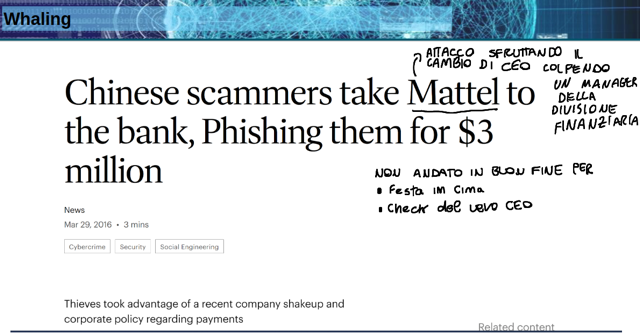 Whaling
ATTACCO SFRUTTANDO IL
CAMBIO DI CEO COLPENDO
UN MANAGER
DELLA
DIVISIONE
FINANZIARIA
Chinese scammers take Mattel to
the bank, Phishing them for $3
million
NON ANDATO IN BUON FINE PER
• Festa in Cina
• Check del vero CEO
News
Mar 29, 2016 • 3 mins
Cybercrime
Security
Social Engineering
Thieves took advantage of a recent company shakeup and
corporate policy regarding payments
Related content